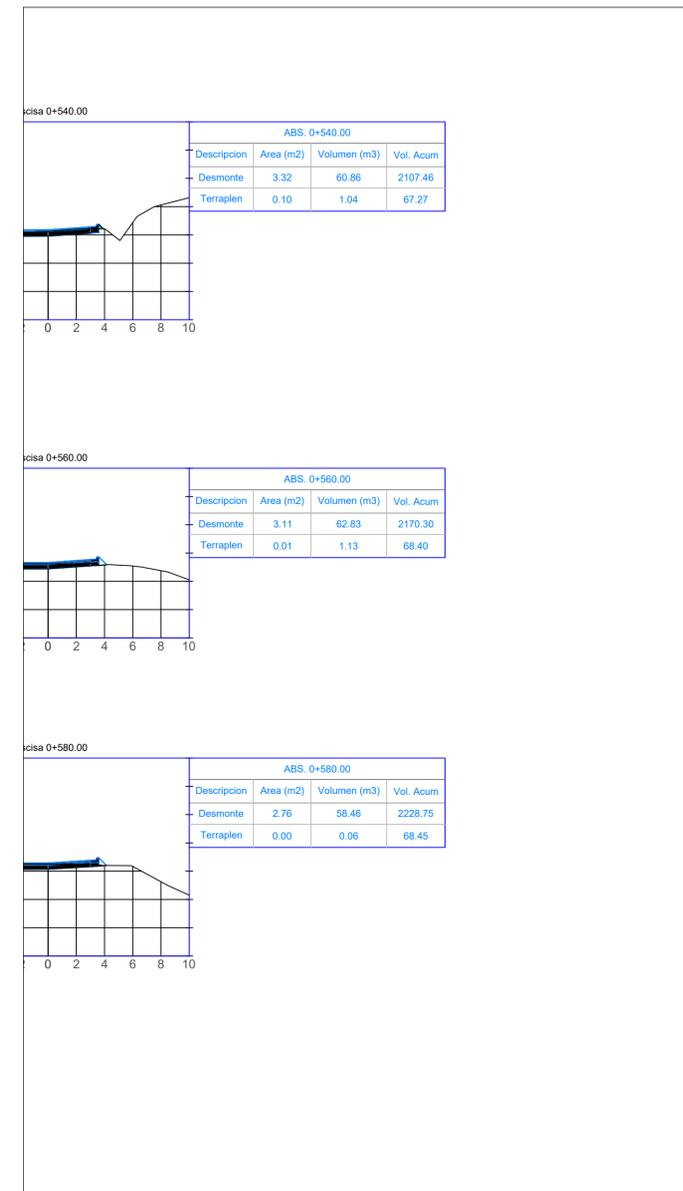 scisa 0+540.00
ABS. 0+540.00
Descripcion Area (m2) Volumen (m3) Vol. Acum
Desmonte 3.32 60.86 2107.46
Terraplen 0.10 1.04 67.27
0 2 4 6 8 10
scisa 0+560.00
ABS. 0+560.00
Descripcion Area (m2) Volumen (m3) Vol. Acum
Desmonte 3.11 62.83 2170.30
Terraplen 0.01 1.13 68.40
0 2 4 6 8 10
scisa 0+580.00
ABS. 0+580.00
Descripcion Area (m2) Volumen (m3) Vol. Acum
Desmonte 2.76 58.46 2228.75
Terraplen 0.00 0.06 68.45
0 2 4 6 8 10